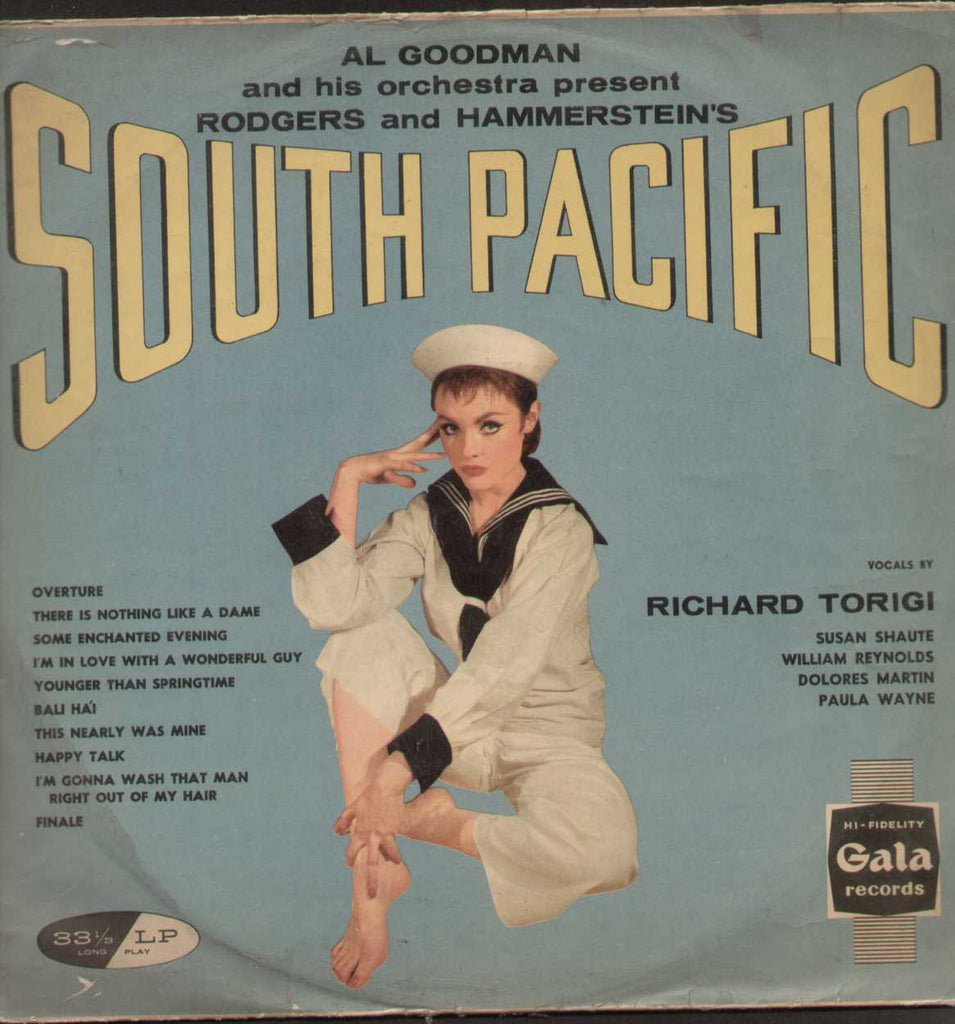 AL GOODMAN
and his orchestra present
RODGERS and HAMMERSTEIN'S
SOUTH PACIFIC
OVERTURE
THERE IS NOTHING LIKE A DAME
SOME ENCHANTED EVENING
I'M IN LOVE WITH A WONDERFUL GUY
YOUNGER THAN SPRINGTIME
BALI HA'I
THIS NEARLY WAS MINE
HAPPY TALK
I'M GONNA WASH THAT MAN
RIGHT OUT OF MY HAIR
FINALE
VOCALS BY
RICHARD TORIGI
SUSAN SHAUTE
WILLIAM REYNOLDS
DOLORES MARTIN
PAULA WAYNE
HI-FIDELITY
Gala
records
33 1/3 LP
LONG PLAY